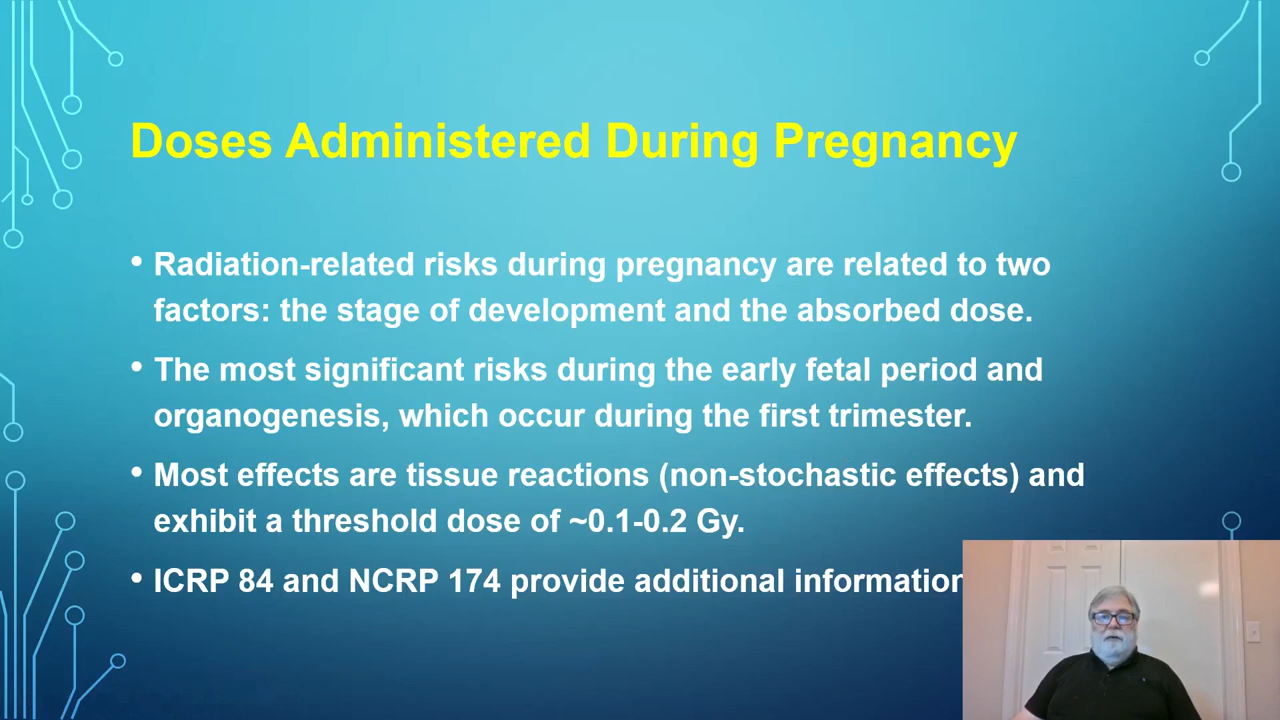 Doses Administered During Pregnancy
• Radiation-related risks during pregnancy are related to two
factors: the stage of development and the absorbed dose.
• The most significant risks during the early fetal period and
organogenesis, which occur during the first trimester.
• Most effects are tissue reactions (non-stochastic effects) and
exhibit a threshold dose of ~0.1-0.2 Gy.
• ICRP 84 and NCRP 174 provide additional information